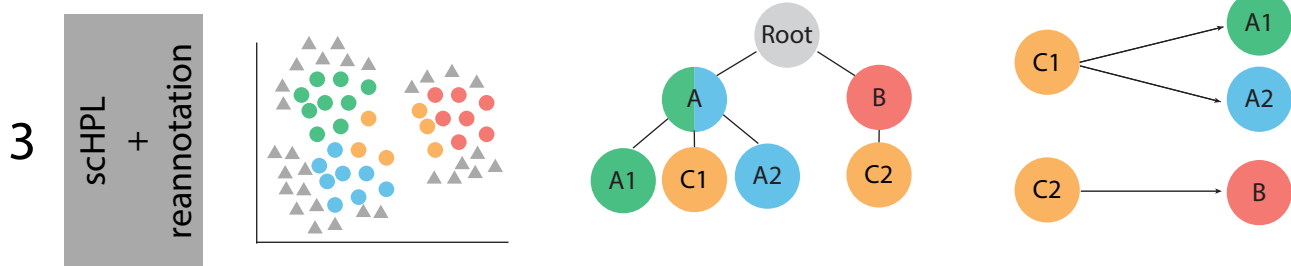 3
scHPL
+
reannotation
Root
A
B
A1
C1
A2
C2
C1
A1
A2
C2
B